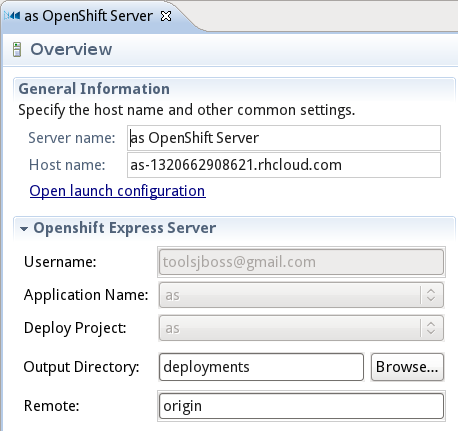 as OpenShift Server
Overview
General Information
Specify the host name and other common settings.
Server name: as OpenShift Server
Host name: as-1320662908621.rhcloud.com
Open launch configuration
Openshift Express Server
Username: toolsjboss@gmail.com
Application Name: as
Deploy Project: as
Output Directory: deployments Browse...
Remote: origin